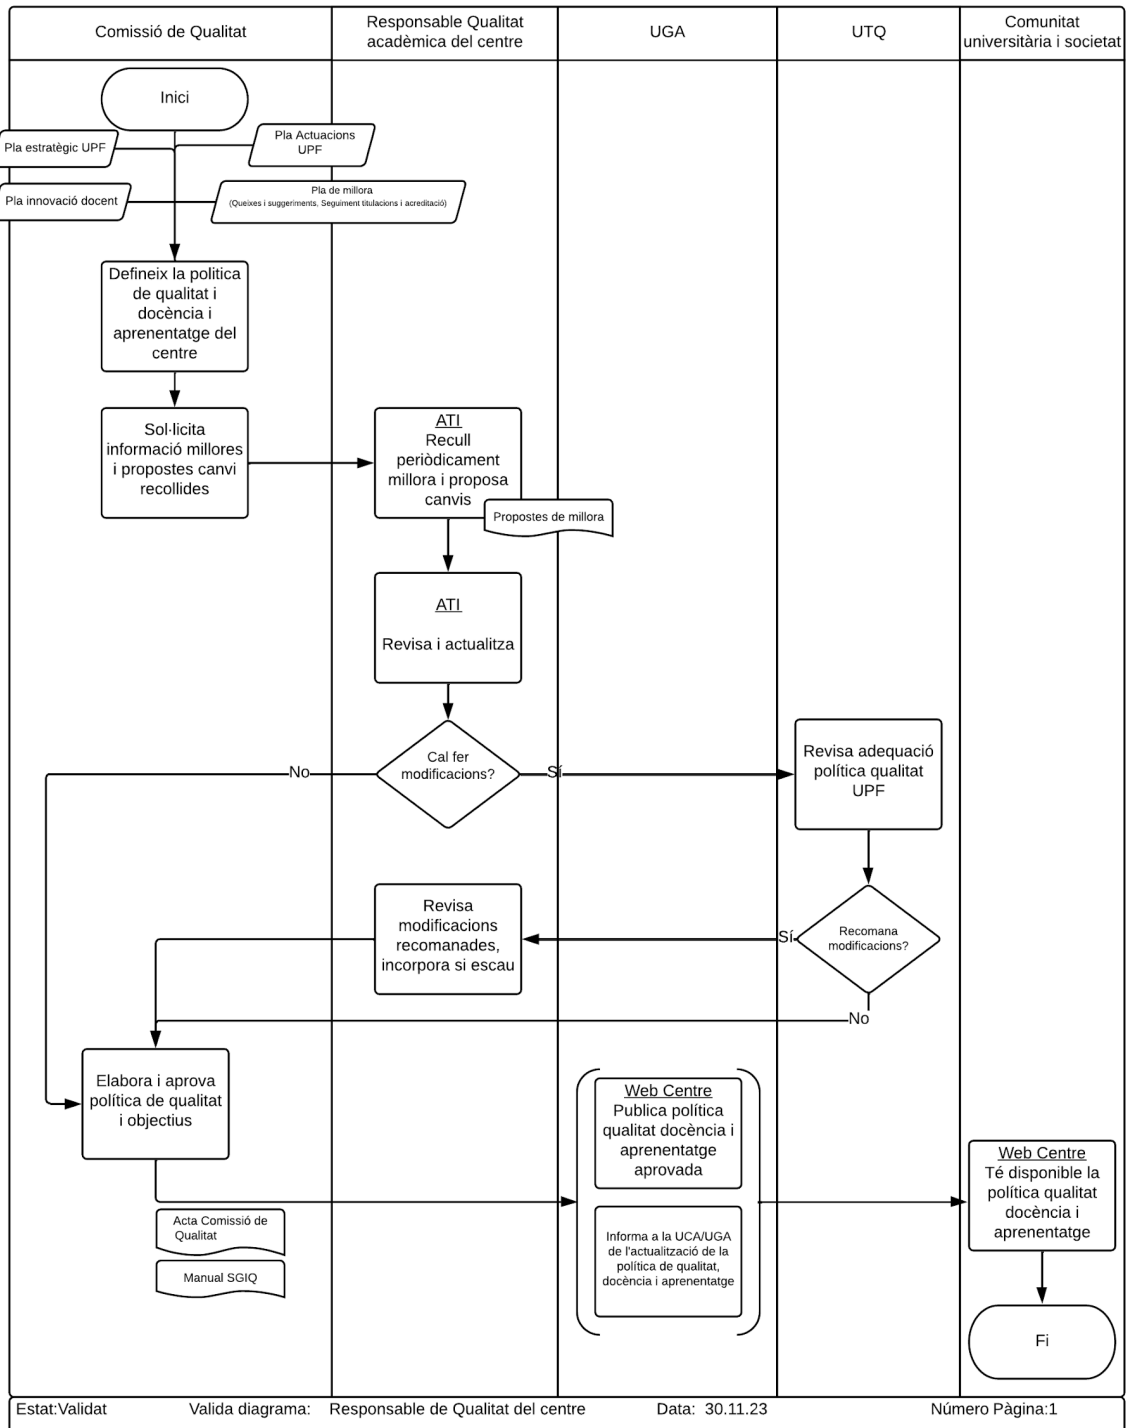 Comissió de Qualitat
Responsable Qualitat
acadèmica del centre
UGA
UTQ
Comunitat
universitària i societat
Inici
Pla estratègic UPF
Pla Actuacions
UPF
Pla innovació docent
Pla de millora
(Queixes i suggeriments, Seguiment titulacions i acreditació)
Defineix la politica
de qualitat i
docència i
aprenentatge del
centre
Sol·licita
informació millores
i propostes canvi
recollides
ATI
Recull
periòdicament
millora i proposa
canvis
Propostes de millora
ATI
Revisa i actualitza
Cal fer
modificacions?
No
Sí
Revisa adequació
política qualitat
UPF
Recomana
modificacions?
Sí
No
Revisa
modificacions
recomanades,
incorpora si escau
Elabora i aprova
política de qualitat
i objectius
Acta Comissió de
Qualitat
Manual SGIQ
Web Centre
Publica política
qualitat docència i
aprenentatge
aprovada
Informa a la UCA/UGA
de l'actualització de la
política de qualitat,
docència i aprenentatge
Web Centre
Té disponible la
política qualitat
docència i
aprenentatge
Fi
Estat:Validat Valida diagrama: Responsable de Qualitat del centre Data: 30.11.23 Número Pàgina:1